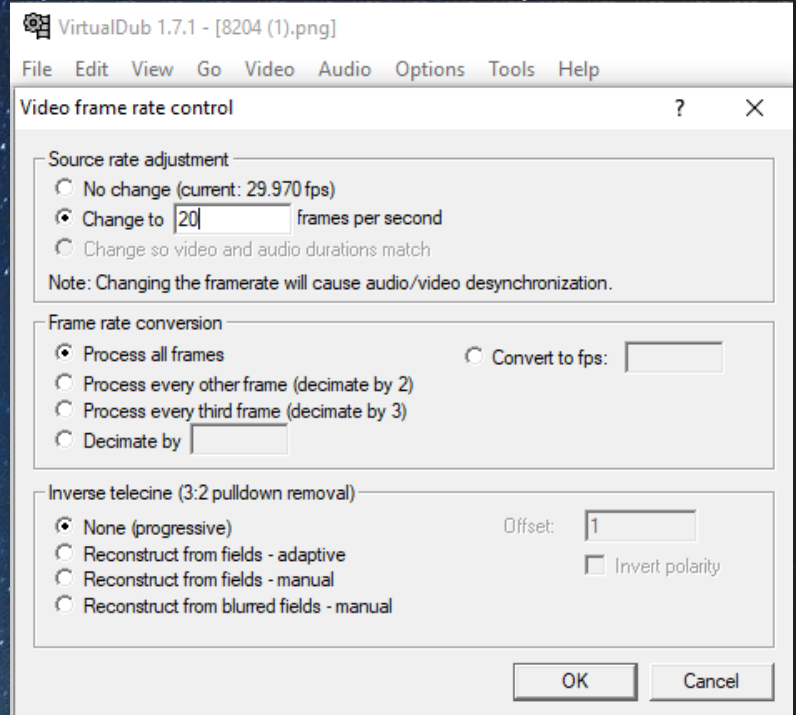 VirtualDub 1.7.1 - [8204 (1).png]
File Edit View Go Video Audio Options Tools Help
Video frame rate control ?
Source rate adjustment
No change (current: 29.970 fps)
Change to 20 frames per second
Change so video and audio durations match
Note: Changing the framerate will cause audio/video desynchronization.
Frame rate conversion
Process all frames Convert to fps:
Process every other frame (decimate by 2)
Process every third frame (decimate by 3)
Decimate by
Inverse telecine (3:2 pulldown removal)
None (progressive) Offset: 1
Reconstruct from fields - adaptive Invert polarity
Reconstruct from fields - manual
Reconstruct from blurred fields - manual
OK Cancel